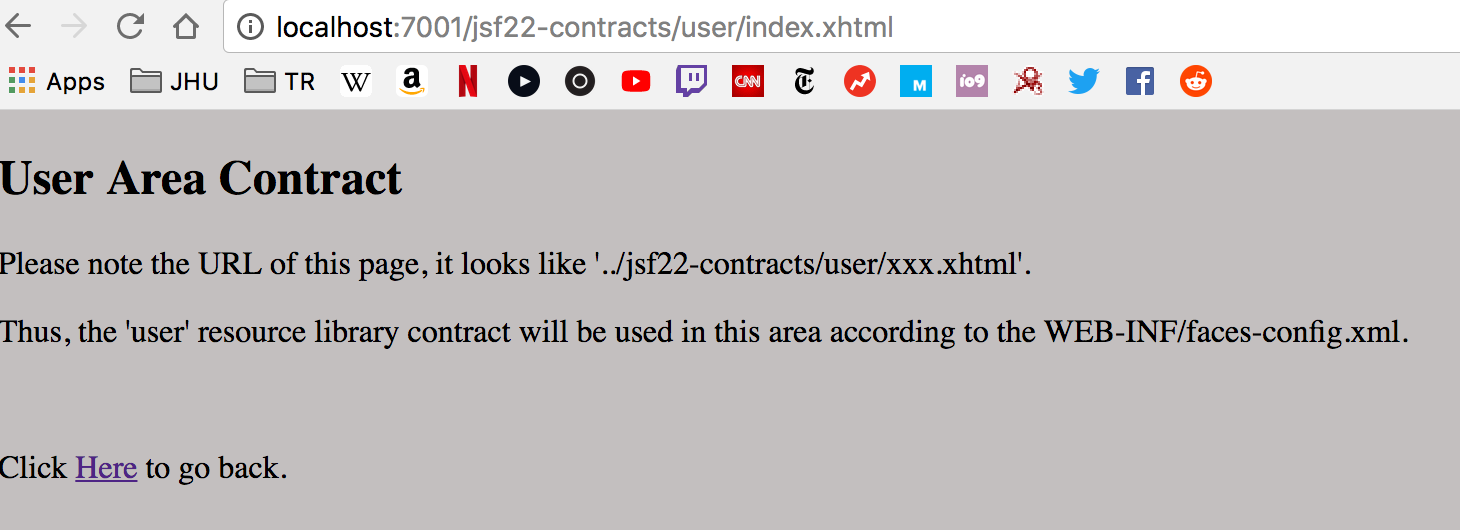 localhost:7001/jsf22-contracts/user/index.xhtml
Apps JHU TR W a N CNN T M io9 f
User Area Contract
Please note the URL of this page, it looks like '../jsf22-contracts/user/xxx.xhtml'.
Thus, the 'user' resource library contract will be used in this area according to the WEB-INF/faces-config.xml.
Click Here to go back.